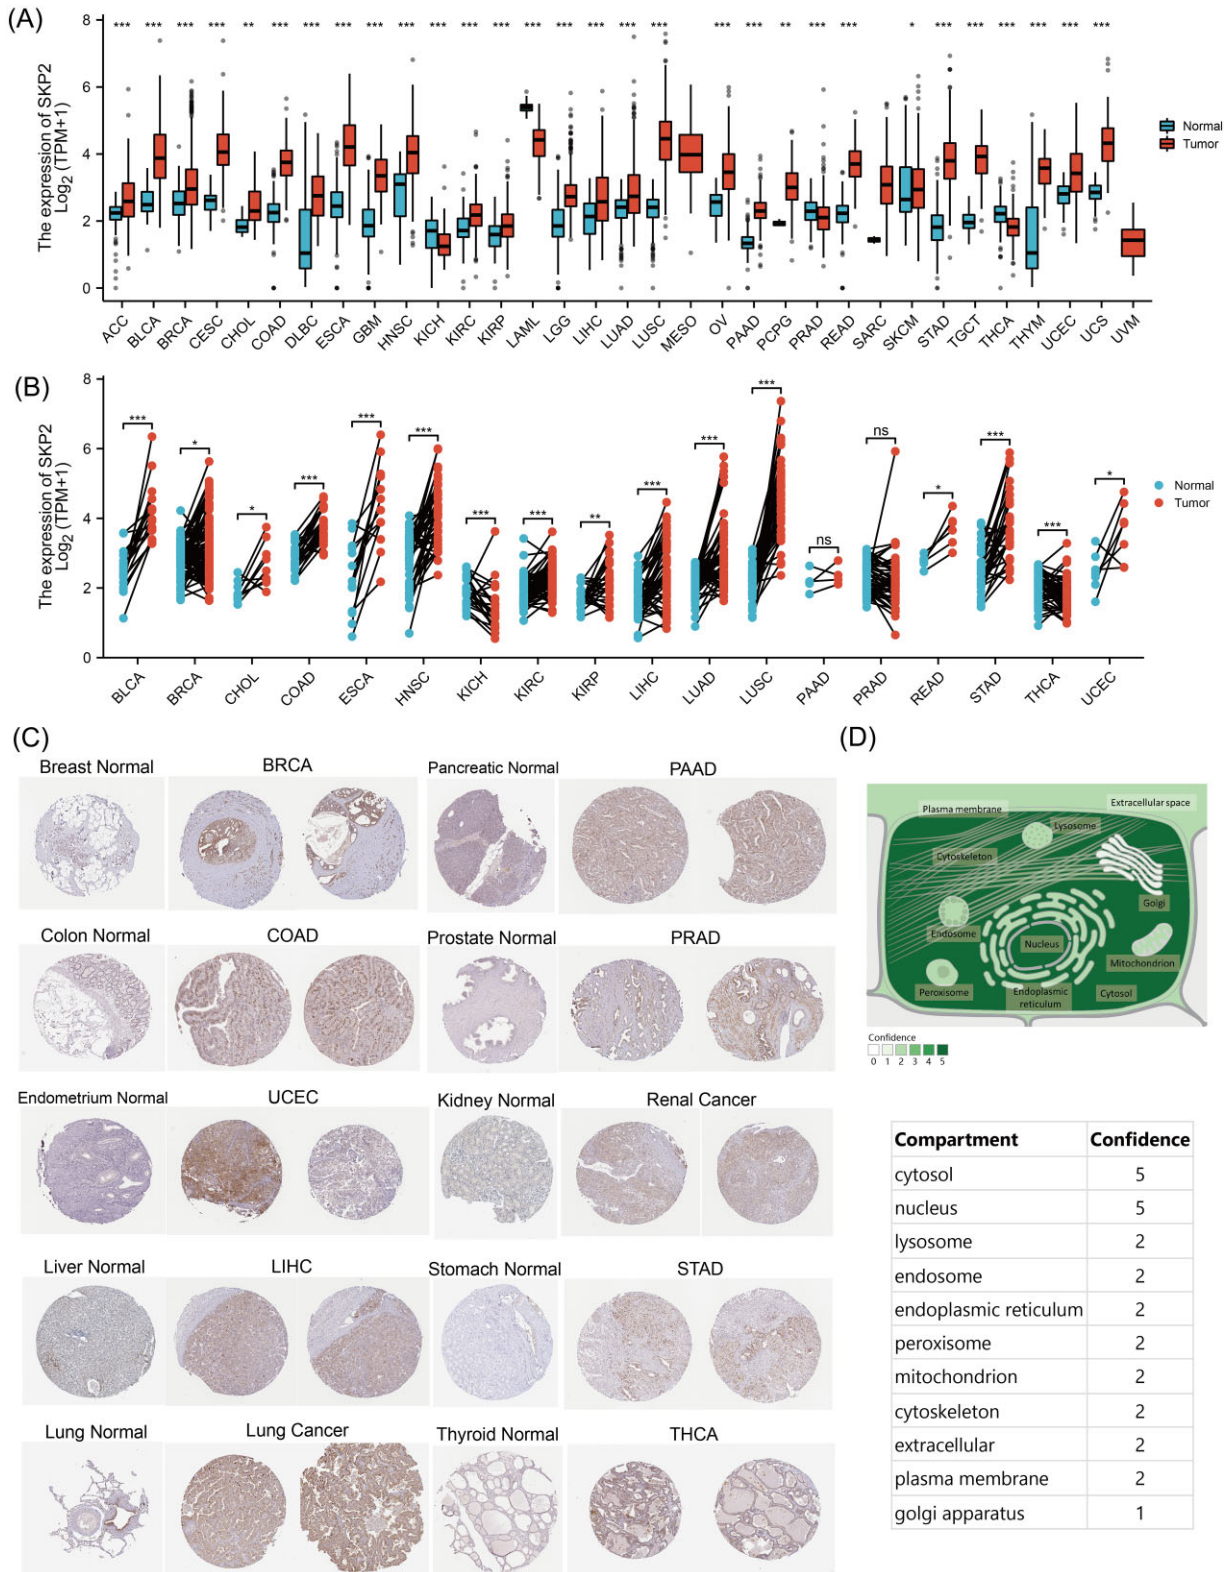 (A)
The expression of SKP2
Log2 (TPM+1)
8
6
4
2
0
*** *** *** *** ** *** *** *** *** *** *** *** *** *** *** *** *** *** *** *** *** *** *** * *** *** *** *** *** ***
Normal
Tumor
ACC BLCA BRCA CESC CHOL COAD DLBC ESCA GBM HNSC KICH KIRC KIRP LAML LGG LIHC LUAD LUSC MESO OV PAAD PCPG PRAD READ SARC SKCM STAD TGCT THCA THYM UCEC UCS UVM
(B)
The expression of SKP2
Log2 (TPM+1)
8
6
4
2
0
*** * * *** *** *** *** *** ** *** *** *** ns ns * *** *** *
Normal
Tumor
BLCA BRCA CHOL COAD ESCA HNSC KICH KIRC KIRP LIHC LUAD LUSC PAAD PRAD READ STAD THCA UCEC
(C)
Breast Normal BRCA Pancreatic Normal PAAD
Colon Normal COAD Prostate Normal PRAD
Endometrium Normal UCEC Kidney Normal Renal Cancer
Liver Normal LIHC Stomach Normal STAD
Lung Normal Lung Cancer Thyroid Normal THCA
(D)
Plasma membrane
Extracellular space
Lysosome
Cytoskeleton
Golgi
Endosome
Nucleus
Mitochondrion
Peroxisome
Endoplasmic
reticulum
Cytosol
Confidence
0 1 2 3 4 5
Compartment Confidence
cytosol 5
nucleus 5
lysosome 2
endosome 2
endoplasmic reticulum 2
peroxisome 2
mitochondrion 2
cytoskeleton 2
extracellular 2
plasma membrane 2
golgi apparatus 1